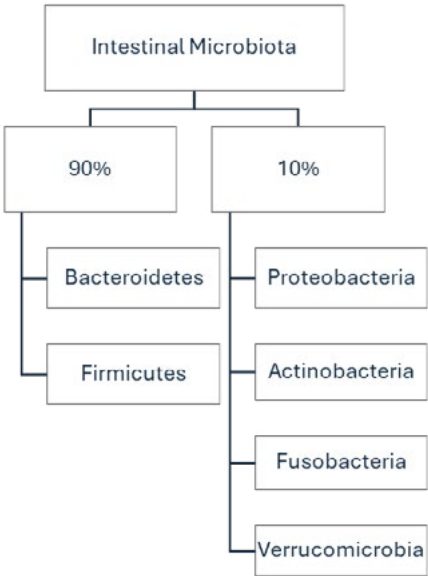 Intestinal Microbiota
90%
10%
Bacteroidetes
Firmicutes
Proteobacteria
Actinobacteria
Fusobacteria
Verrucomicrobia